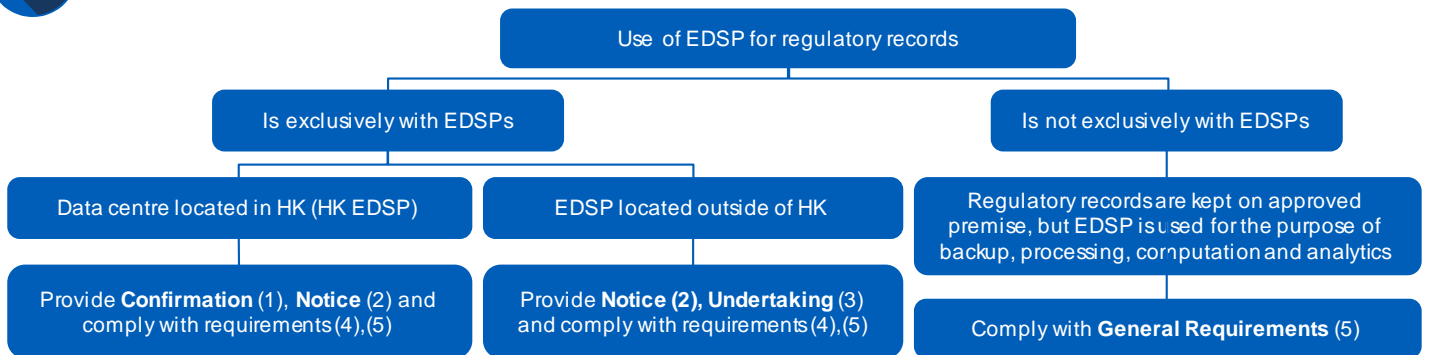 Use of EDSP for regulatory records
Is exclusively with EDSPs
Is not exclusively with EDSPs
Data centre located in HK (HK EDSP)
EDSP located outside of HK
Regulatory records are kept on approved
premise, but EDSP is used for the purpose of
backup, processing, computation and analytics
Provide Confirmation (1), Notice (2) and
comply with requirements (4),(5)
Provide Notice (2), Undertaking (3)
and comply with requirements (4),(5)
Comply with General Requirements (5)